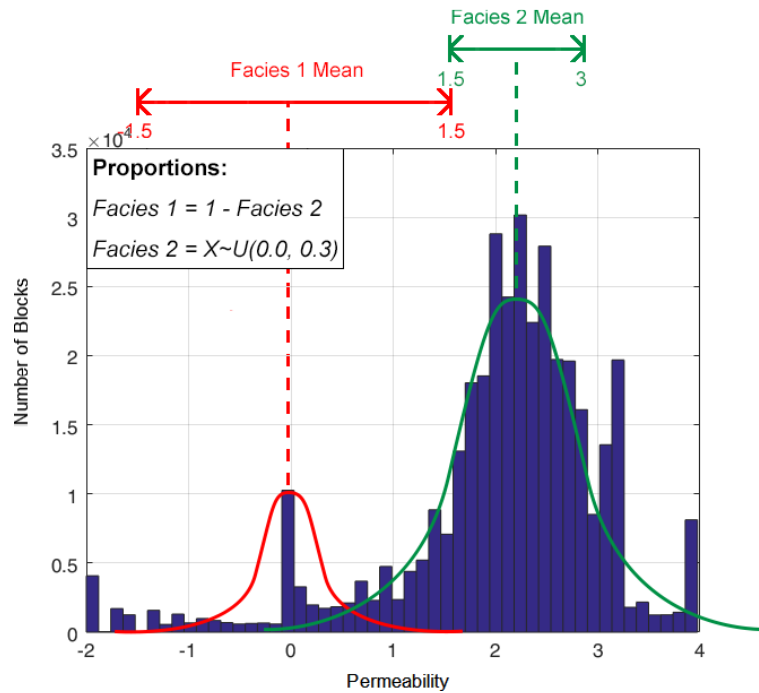 Facies 2 Mean
1.5 3
Facies 1 Mean
-1.5 1.5
×10^4
3.5
3
2.5
2
1.5
1
0.5
0
Proportions:
Facies 1 = 1 - Facies 2
Facies 2 = X~U(0.0, 0.3)
Number of Blocks
-2 -1 0 1 2 3 4
Permeability